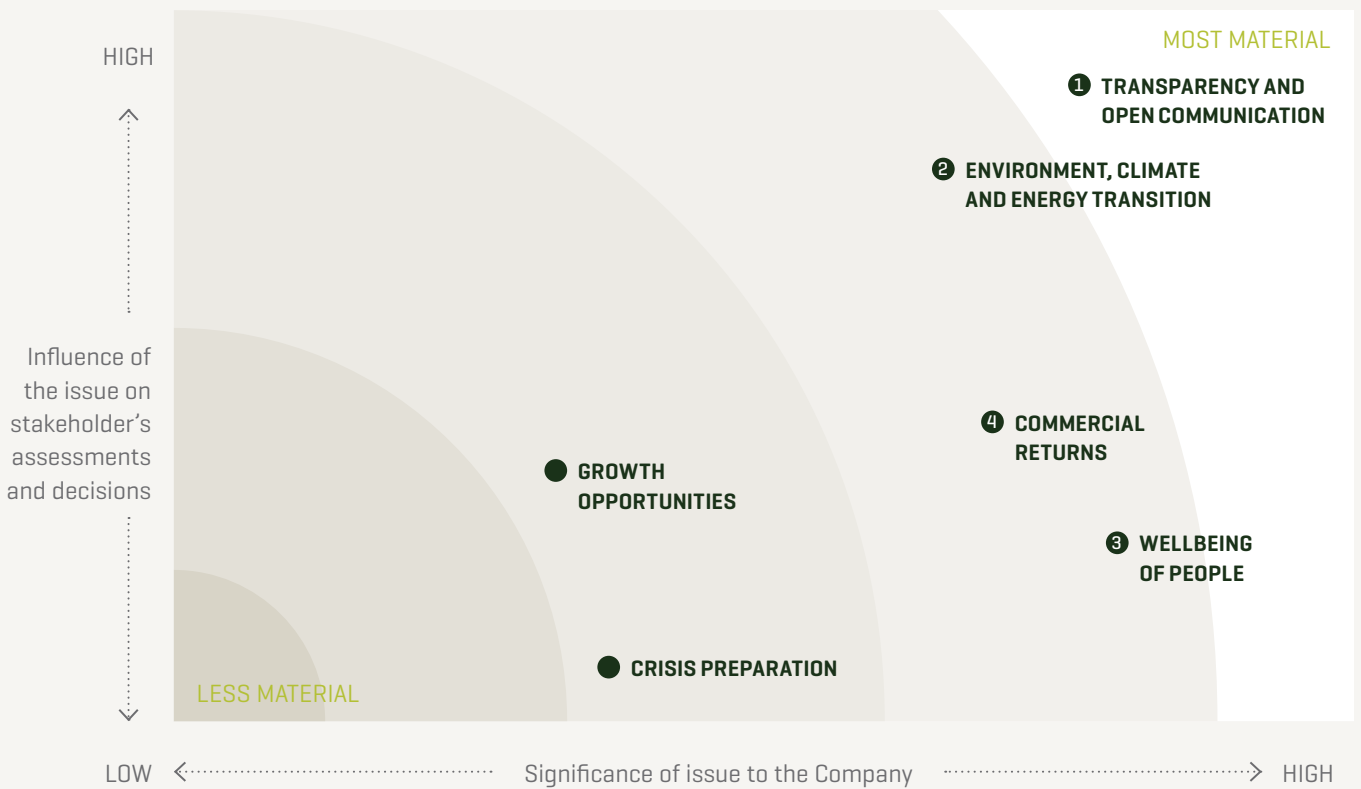 HIGH
MOST MATERIAL
1 TRANSPARENCY AND
OPEN COMMUNICATION
2 ENVIRONMENT, CLIMATE
AND ENERGY TRANSITION
Influence of
the issue on
stakeholder’s
assessments
and decisions
4 COMMERCIAL
RETURNS
GROWTH
OPPORTUNITIES
3 WELLBEING
OF PEOPLE
CRISIS PREPARATION
LESS MATERIAL
LOW
Significance of issue to the Company
HIGH